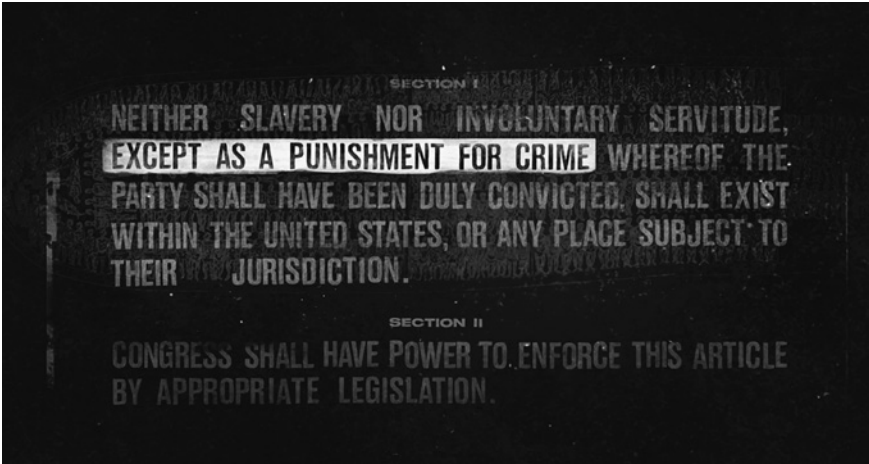 SECTION I
NEITHER SLAVERY NOR INVOLUNTARY SERVITUDE,
EXCEPT AS A PUNISHMENT FOR CRIME WHEREOF THE
PARTY SHALL HAVE BEEN DULY CONVICTED. SHALL EXIST
WITHIN THE UNITED STATES, OR ANY PLACE SUBJECT TO
THEIR JURISDICTION.
SECTION II
CONGRESS SHALL HAVE POWER TO ENFORCE THIS ARTICLE
BY APPROPRIATE LEGISLATION.